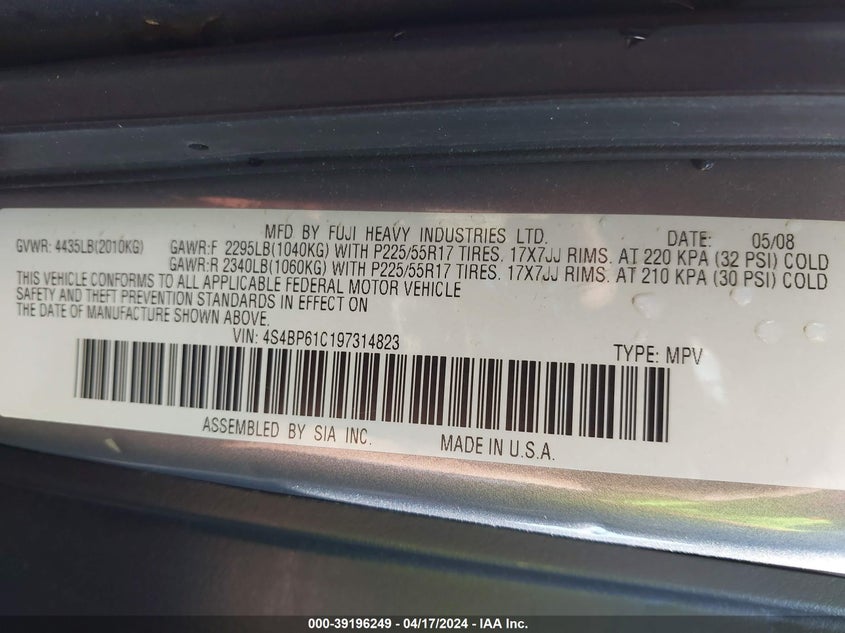 MFD BY FUJI HEAVY INDUSTRIES LTD. DATE: 05/08
GVWR: 4435LB(2010KG) GAWR:F 2295LB(1040KG) WITH P225/55R17 TIRES. 17X7JJ RIMS. AT 220 KPA (32 PSI) COLD
GAWR:R 2340LB(1060KG) WITH P225/55R17 TIRES. 17X7JJ RIMS. AT 210 KPA (30 PSI) COLD
THIS VEHICLE CONFORMS TO ALL APPLICABLE FEDERAL MOTOR VEHICLE
SAFETY AND THEFT PREVENTION STANDARDS IN EFFECT ON
THE DATE OF MANUFACTURE SHOWN ABOVE.
VIN: 4S4BP61C197314823 TYPE: MPV
ASSEMBLED BY SIA INC. MADE IN U.S.A.
000-39196249 - 04/17/2024 - IAA Inc.